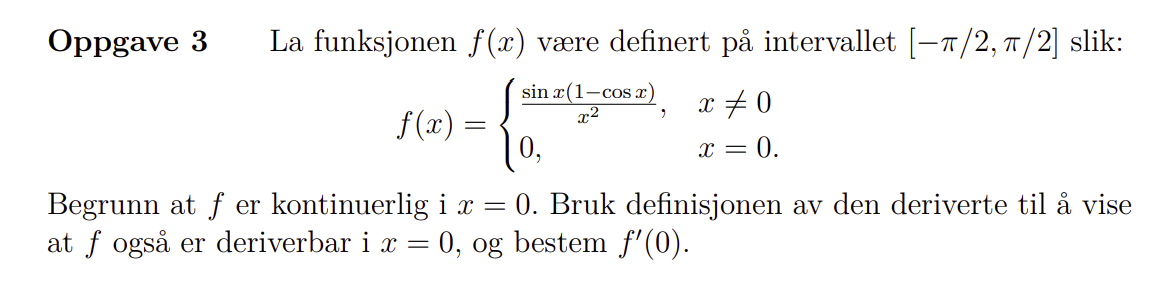 Oppgave 3 La funksjonen f(x) være definert på intervallet [−π/2, π/2] slik:
f(x) = { sin x(1−cos x) / x², x ≠ 0
0, x = 0.
Begrunn at f er kontinuerlig i x = 0. Bruk definisjonen av den deriverte til å vise
at f også er deriverbar i x = 0, og bestem f′(0).